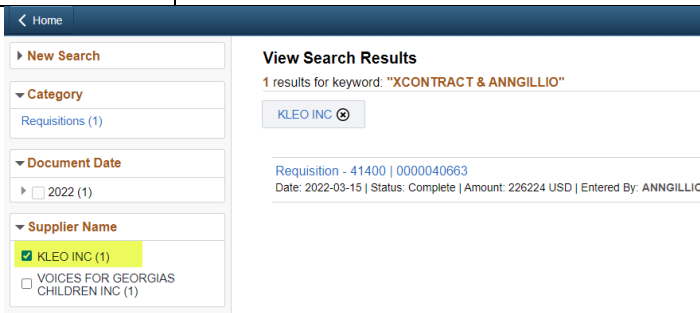 Home
New Search
Category
Requisitions (1)
Document Date
2022 (1)
Supplier Name
KLEO INC (1)
VOICES FOR GEORGIAS
CHILDREN INC (1)
View Search Results
1 results for keyword: "XCONTRACT & ANNGILLIO"
KLEO INC
Requisition - 41400 | 0000040663
Date: 2022-03-15 | Status: Complete | Amount: 226224 USD | Entered By: ANNGILLIO